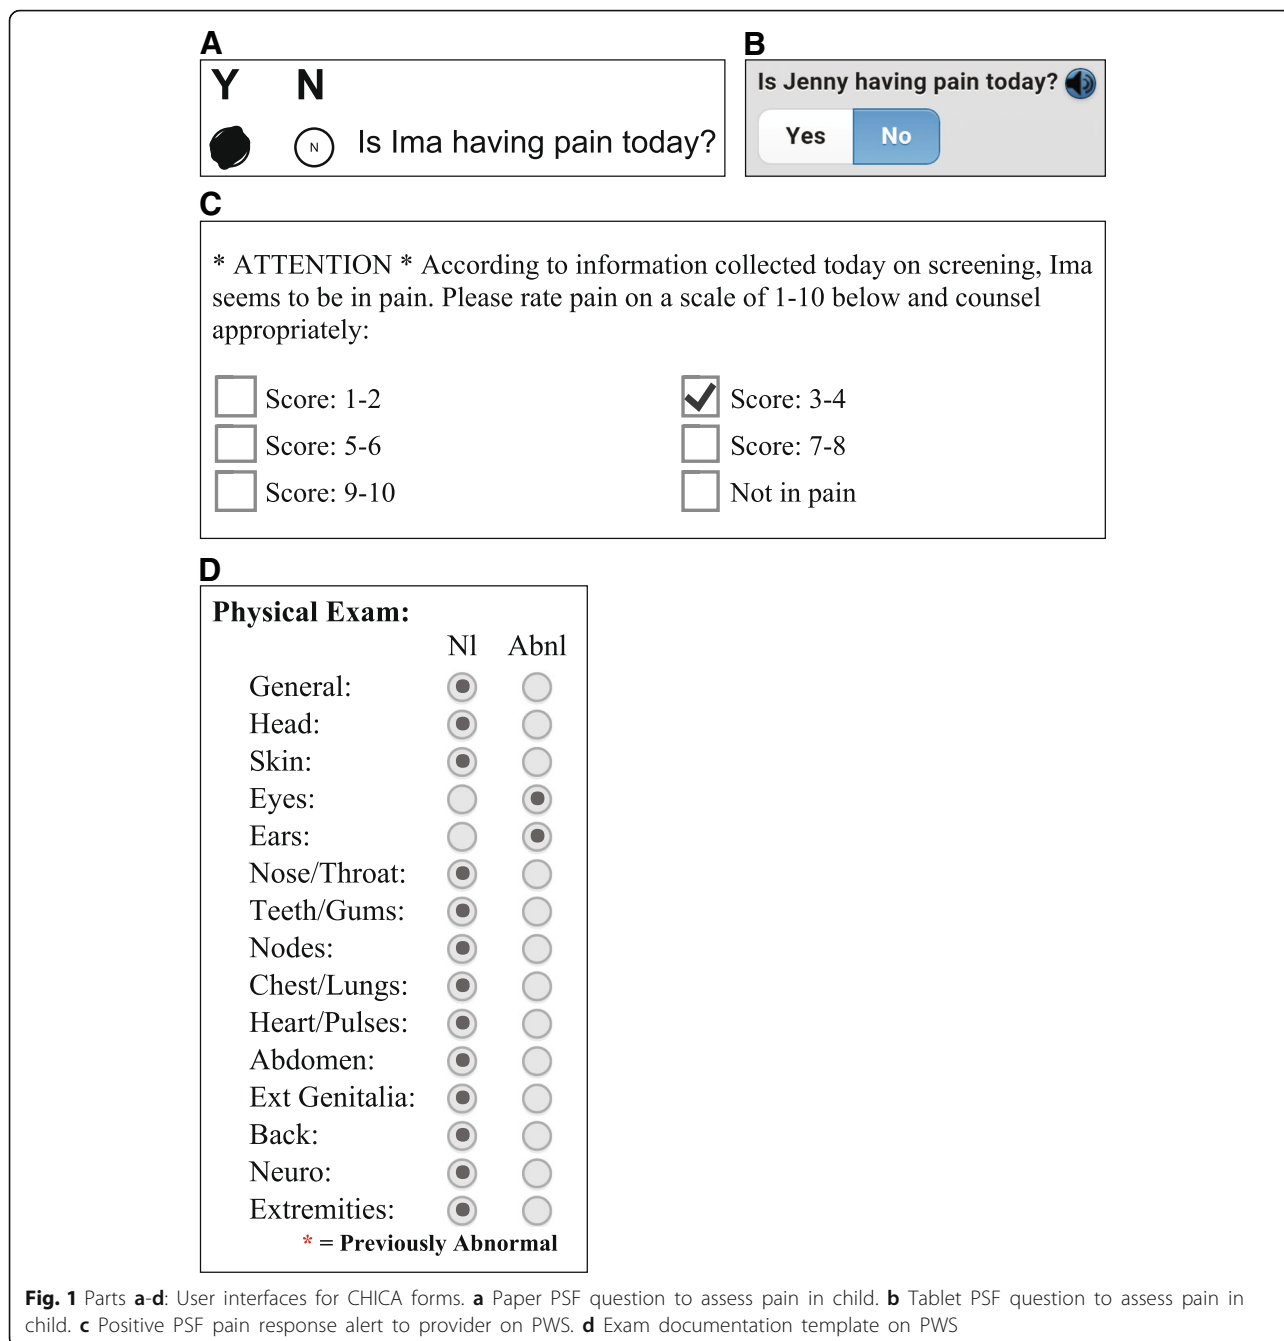 A
Y N
N Is Ima having pain today?
B
Is Jenny having pain today?
Yes No
C
* ATTENTION * According to information collected today on screening, Ima
seems to be in pain. Please rate pain on a scale of 1-10 below and counsel
appropriately:
Score: 1-2 Score: 3-4
Score: 5-6 Score: 7-8
Score: 9-10 Not in pain
D
Physical Exam:
Nl Abnl
General:
Head:
Skin:
Eyes:
Ears:
Nose/Throat:
Teeth/Gums:
Nodes:
Chest/Lungs:
Heart/Pulses:
Abdomen:
Ext Genitalia:
Back:
Neuro:
Extremities:
* = Previously Abnormal
Fig. 1 Parts a-d: User interfaces for CHICA forms. a Paper PSF question to assess pain in child. b Tablet PSF question to assess pain in
child. c Positive PSF pain response alert to provider on PWS. d Exam documentation template on PWS